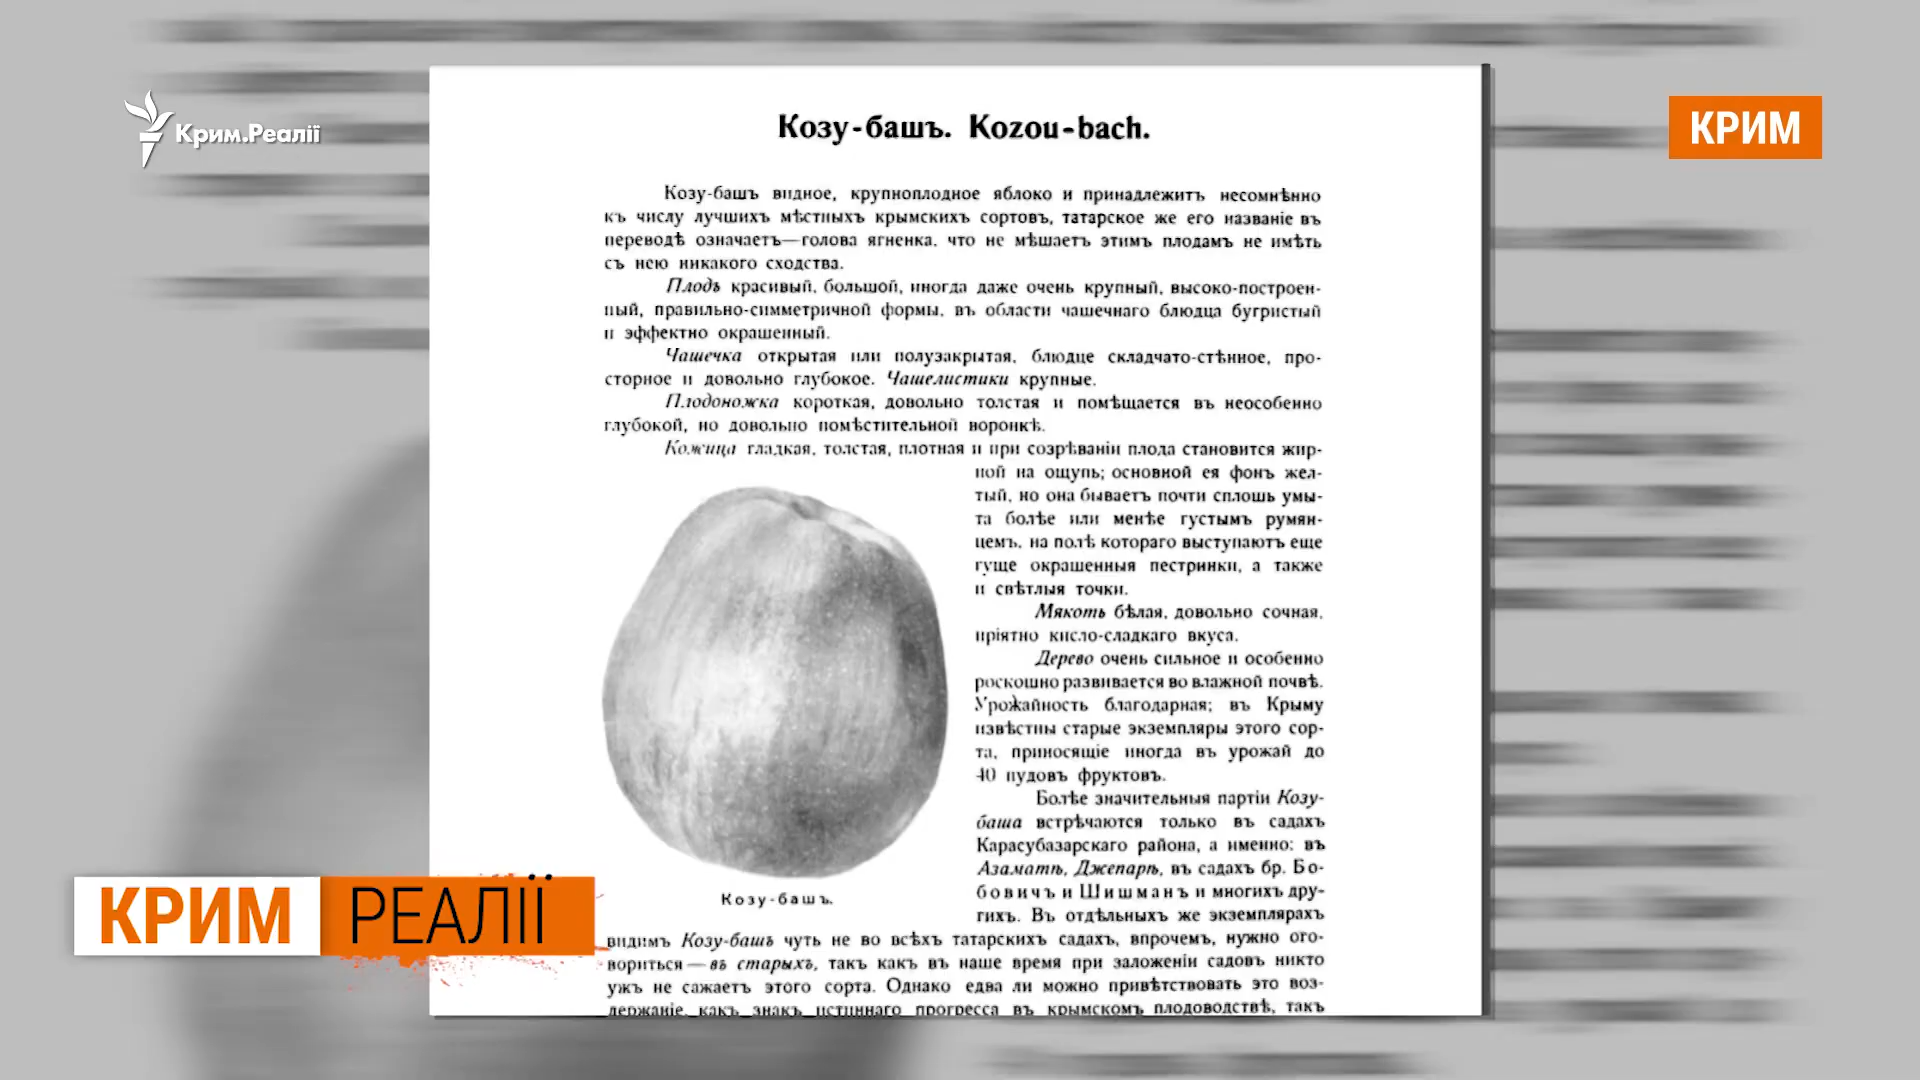 Крим.Реалії
КРИМ
Козу-башъ. Kozou-bach.
Козу-башъ видное, крупноплодное яблоко и принадлежитъ несомнѣнно
къ числу лучшихъ мѣстныхъ крымскихъ сортовъ, татарское же его названіе въ
переводѣ означаетъ—голова ягненка, что не мѣшаетъ этимъ плодамъ не имѣть
съ нею никакого сходства.
Плодъ красивый, большой, иногда даже очень крупный, высоко-построен-
ный, правильно-симметричной формы, въ области чашечнаго блюдца бугристый
и эффектно окрашенный.
Чашечка открытая или полузакрытая, блюдце складчато-стѣнное, про-
сторное и довольно глубокое. Чашелистики крупные.
Плодоножка короткая, довольно толстая и помѣщается въ неособенно
глубокой, но довольно помѣстительной воронкѣ.
Кожица гладкая, толстая, плотная и при созрѣваніи плода становится жир-
ной на ощупь; основной ея фонъ жел-
тый, но она бываетъ почти сплошь умы-
та болѣе или менѣе густымъ румян-
цемъ, на полѣ котораго выступаютъ еще
гуще окрашенныя пестринки, а также
и свѣтлыя точки.
Мякоть бѣлая, довольно сочная,
пріятно кисло-сладкаго вкуса.
Дерево очень сильное и особенно
роскошно развивается во влажной почвѣ.
Урожайность благодарная; въ Крыму
извѣстны старые экземпляры этого сор-
та, приносящіе иногда въ урожай до
40 пудовъ фруктовъ.
Болѣе значительныя партіи Козу-
баша встрѣчаются только въ садахъ
Карасубазарскаго района, а именно: въ
Азаматѣ, Джепарѣ, въ садахъ бр. Бо-
бовичъ и Шишманъ и многихъ дру-
гихъ. Въ отдѣльныхъ же экземплярахъ
Козу-башъ.
видимъ Козу-башъ чуть не во всѣхъ татарскихъ садахъ, впрочемъ, нужно ого-
вориться—въ старыхъ, такъ какъ въ наше время при заложеніи садовъ никто
ужъ не сажаетъ этого сорта. Однако едва ли можно привѣтствовать это воз-
держаніе, какъ знакъ истиннаго прогресса въ крымскомъ плодоводствѣ, такъ
КРИМ РЕАЛІЇ